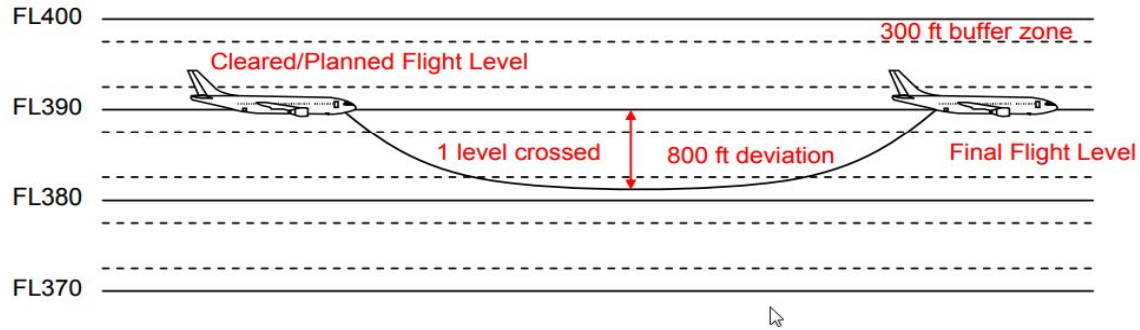 FL400
300 ft buffer zone
Cleared/Planned Flight Level
FL390
1 level crossed
800 ft deviation
Final Flight Level
FL380
FL370